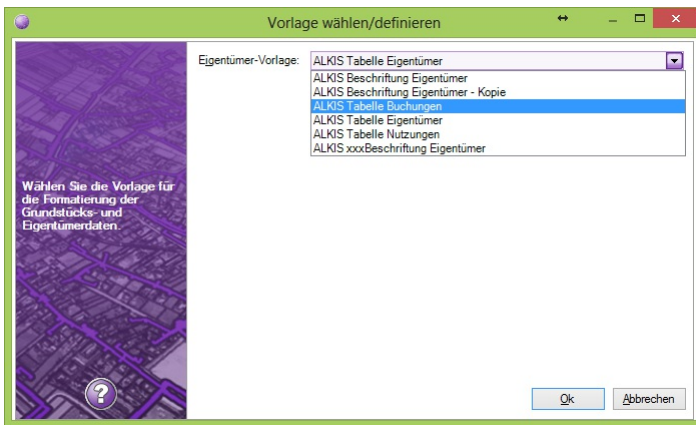 Vorlage wählen/definieren
Eigentümer-Vorlage: ALKIS Tabelle Eigentümer
ALKIS Beschriftung Eigentümer
ALKIS Beschriftung Eigentümer - Kopie
ALKIS Tabelle Buchungen
ALKIS Tabelle Eigentümer
ALKIS Tabelle Nutzungen
ALKIS xxxBeschriftung Eigentümer
Wählen Sie die Vorlage für
die Formatierung der
Grundstücks- und
Eigentümerdaten.
?
Ok Abbrechen